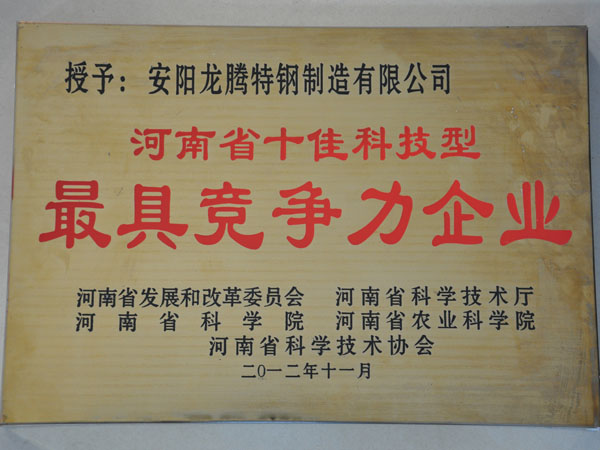 授予：安阳龙腾特钢制造有限公司
河南省十佳科技型
最具竞争力企业
河南省发展和改革委员会 河南省科学技术厅
河南省科学院 河南省农业科学院
河南省科学技术协会
二〇一二年十一月